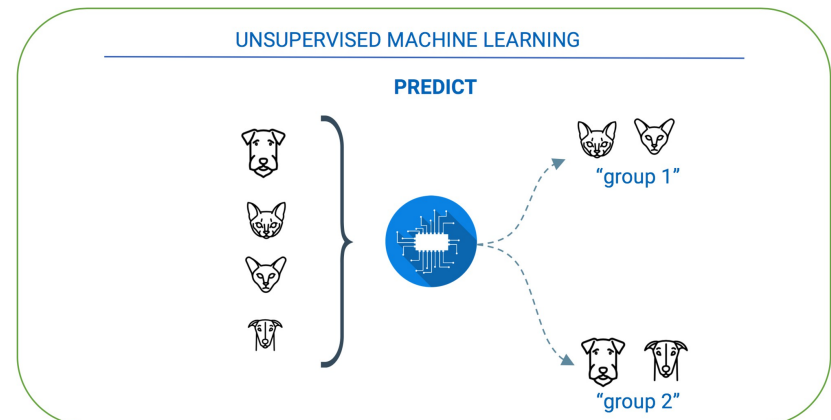 UNSUPERVISED MACHINE LEARNING
PREDICT
“group 1”
“group 2”